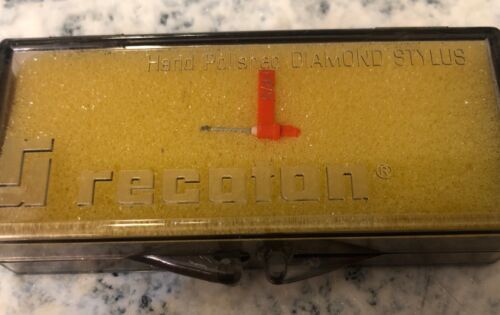 Hand Polished DIAMOND STYLUS
recoton®